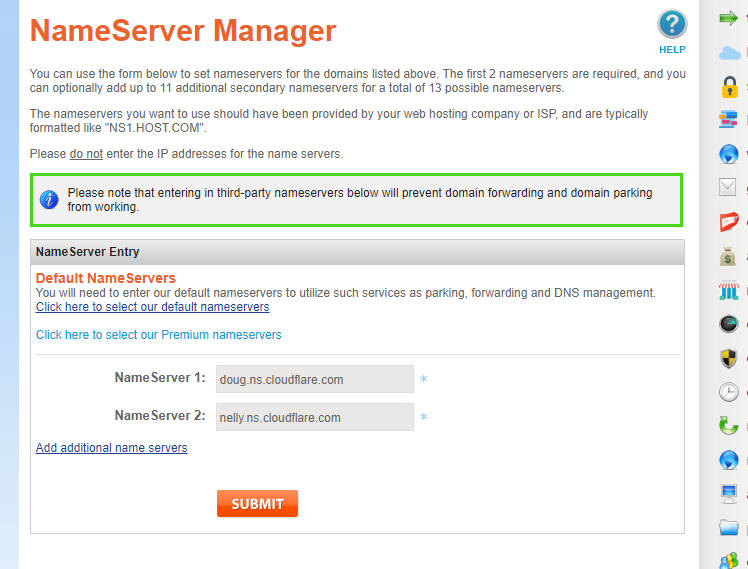 NameServer Manager
HELP
You can use the form below to set nameservers for the domains listed above. The first 2 nameservers are required, and you
can optionally add up to 11 additional secondary nameservers for a total of 13 possible nameservers.
The nameservers you want to use should have been provided by your web hosting company or ISP, and are typically
formatted like "NS1.HOST.COM".
Please do not enter the IP addresses for the name servers.
Please note that entering in third-party nameservers below will prevent domain forwarding and domain parking
from working.
NameServer Entry
Default NameServers
You will need to enter our default nameservers to utilize such services as parking, forwarding and DNS management.
Click here to select our default nameservers
Click here to select our Premium nameservers
NameServer 1: doug.ns.cloudflare.com *
NameServer 2: nelly.ns.cloudflare.com *
Add additional name servers
SUBMIT